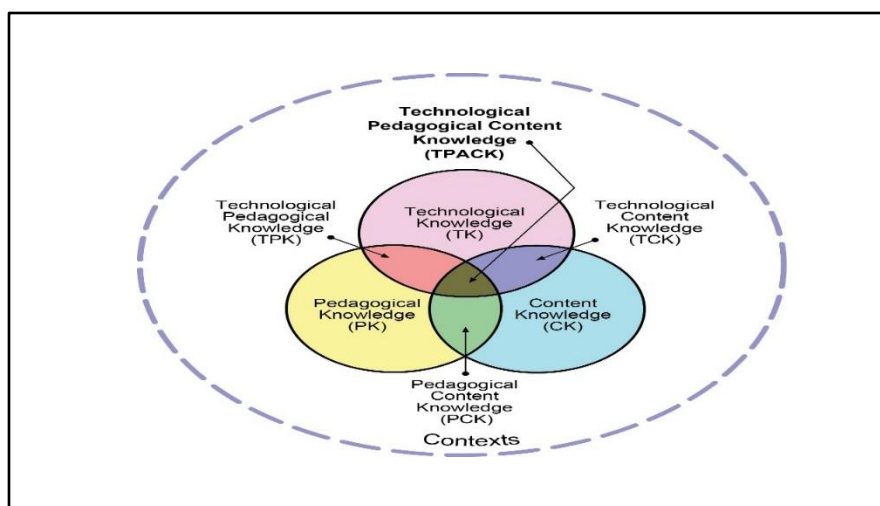 Technological
Pedagogical Content
Knowledge
(TPACK)
Technological
Pedagogical
Knowledge
(TPK)
Technological
Knowledge
(TK)
Technological
Content
Knowledge
(TCK)
Pedagogical
Knowledge
(PK)
Content
Knowledge
(CK)
Pedagogical
Content
Knowledge
(PCK)
Contexts